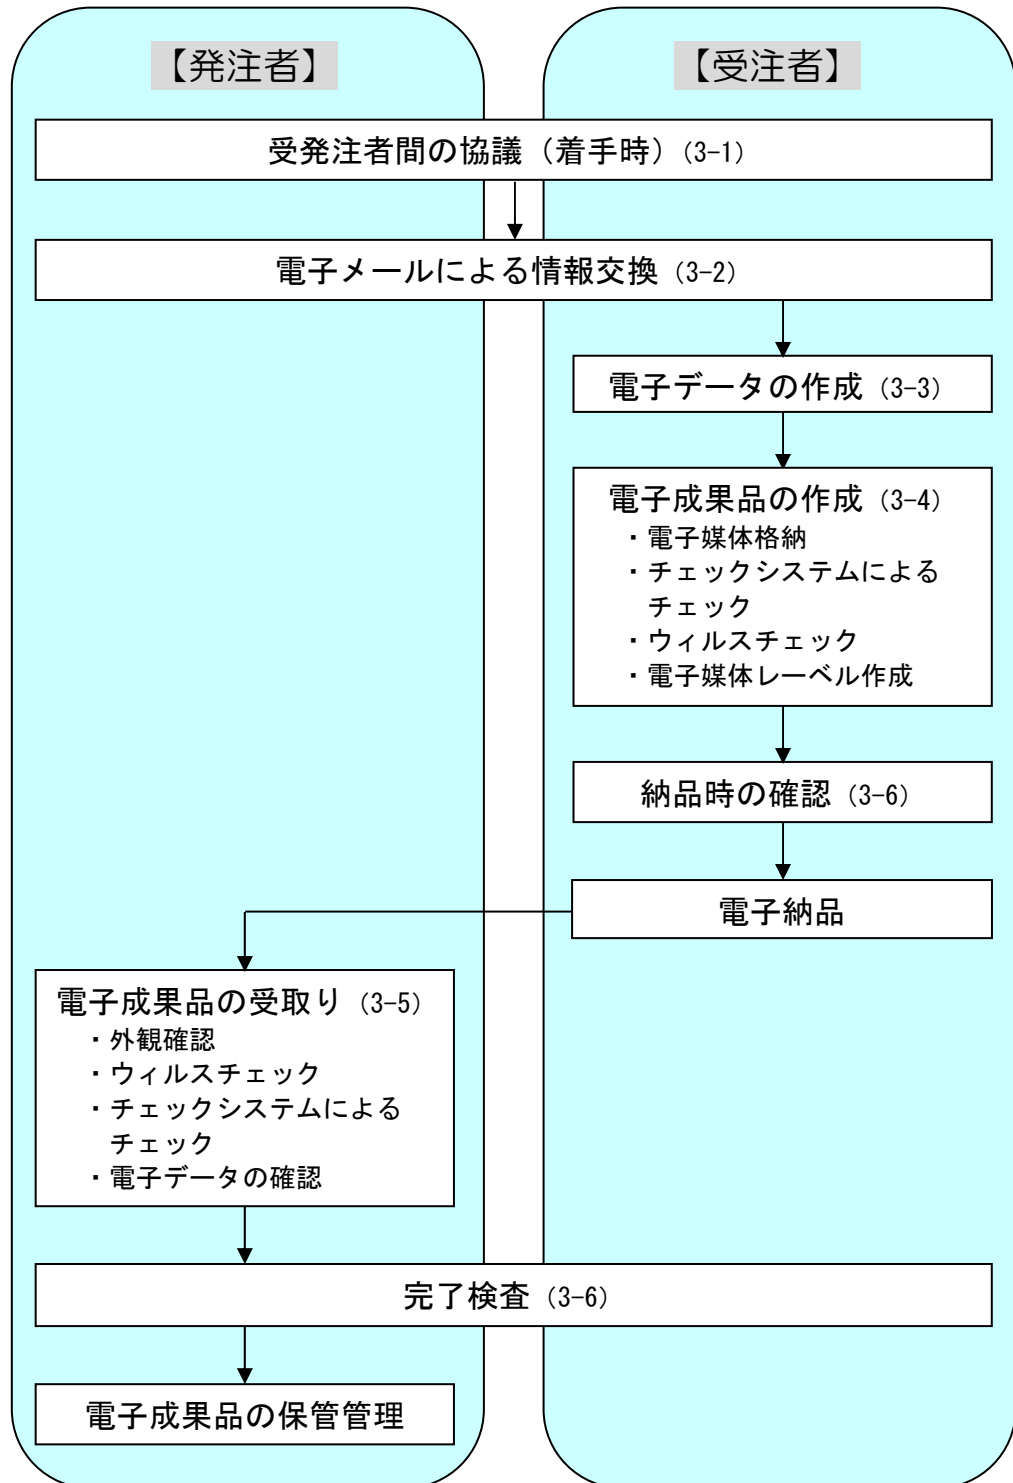 【発注者】
【受注者】
受発注者間の協議（着手時）（3-1）
電子メールによる情報交換（3-2）
電子データの作成（3-3）
電子成果品の作成（3-4）
・電子媒体格納
・チェックシステムによる
チェック
・ウィルスチェック
・電子媒体レーベル作成
納品時の確認（3-6）
電子納品
電子成果品の受取り（3-5）
・外観確認
・ウィルスチェック
・チェックシステムによる
チェック
・電子データの確認
完了検査（3-6）
電子成果品の保管管理